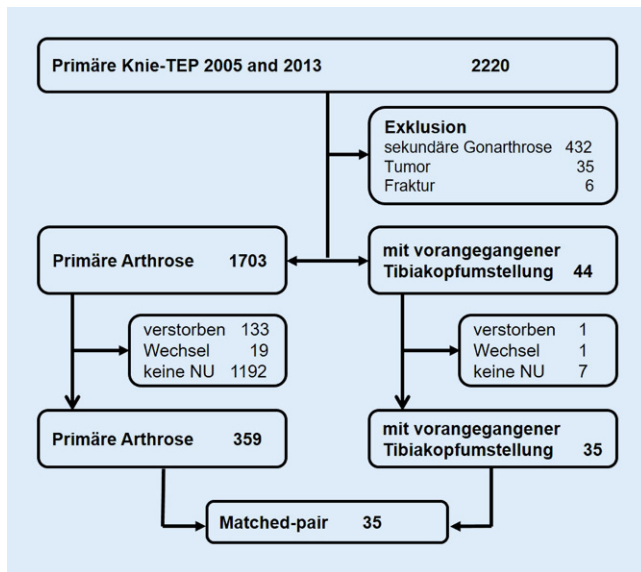 Primäre Knie-TEP 2005 and 2013 2220
Exklusion
sekundäre Gonarthrose 432
Tumor 35
Fraktur 6
Primäre Arthrose 1703
mit vorangegangener
Tibiakopfumstellung 44
verstorben 133
Wechsel 19
keine NU 1192
verstorben 1
Wechsel 1
keine NU 7
Primäre Arthrose 359
mit vorangegangener
Tibiakopfumstellung 35
Matched-pair 35